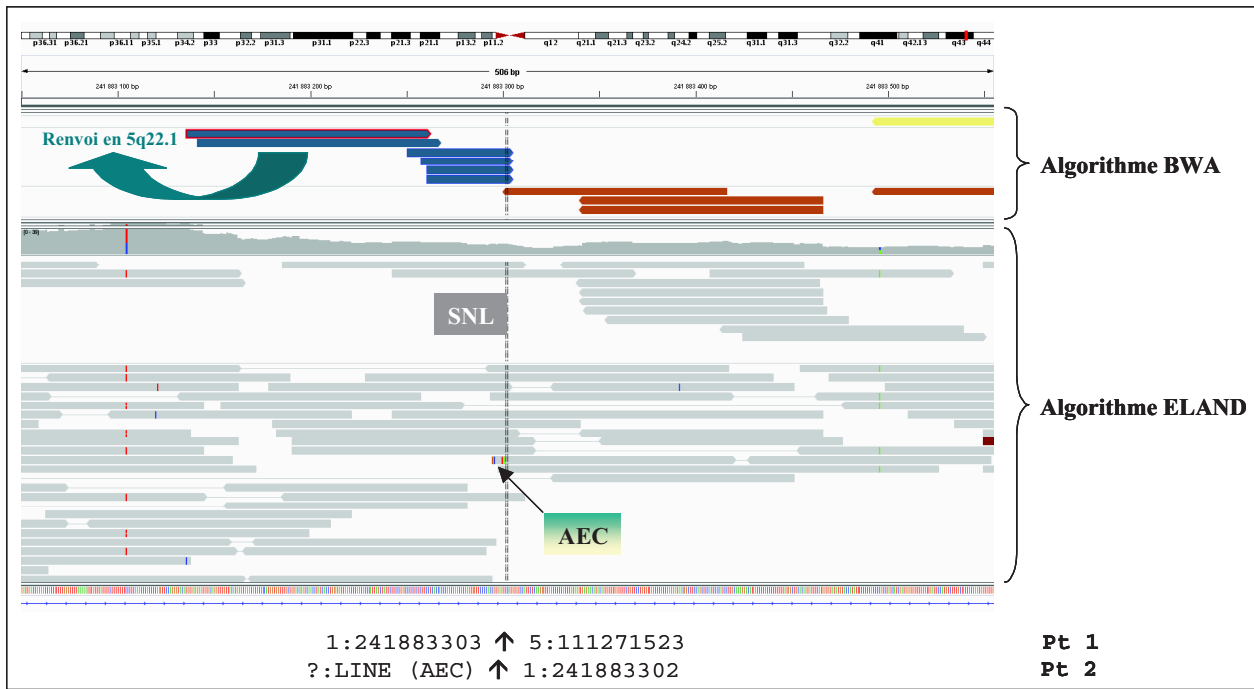 p36.31 p36.21 p36.11 p35.1 p34.2 p33 p32.2 p31.3 p31.1 p22.3 p21.3 p21.1 p13.2 p11.2 q12 q21.1 q21.3 q23.2 q24.2 q25.2 q31.1 q31.3 q32.2 q41 q42.13 q43 q44
506 bp
241 883 100 bp 241 883 200 bp 241 883 300 bp 241 883 400 bp 241 883 500 bp
Renvoi en 5q22.1
Algorithme BWA
SNL
Algorithme ELAND
AEC
1:241883303 ↑ 5:111271523 Pt 1
?:LINE (AEC) ↑ 1:241883302 Pt 2